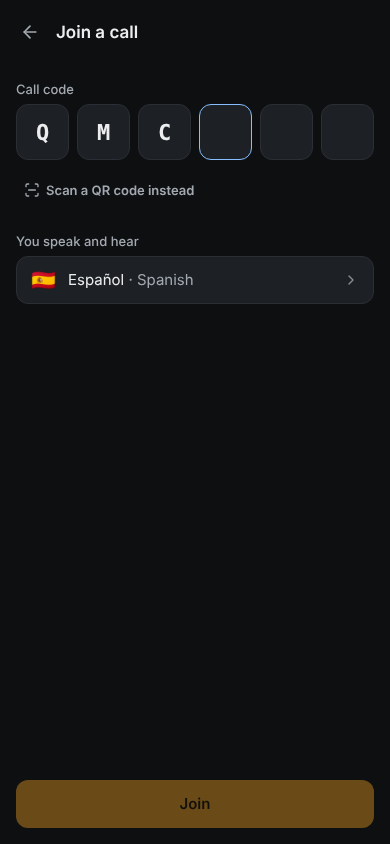 Join a call
Call code
Q M C
Scan a QR code instead
You speak and hear
Español · Spanish
Join